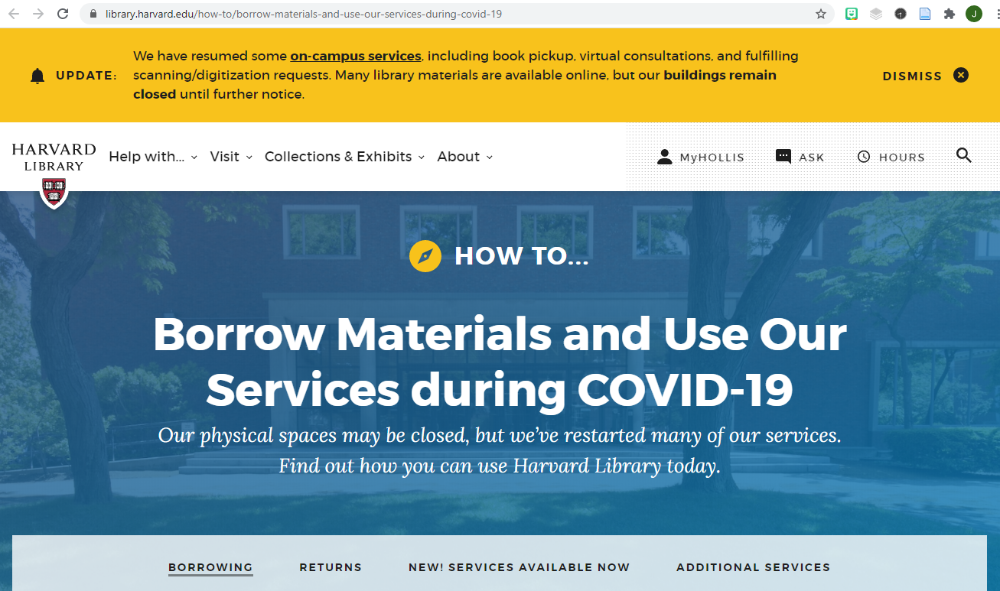 library.harvard.edu/how-to/borrow-materials-and-use-our-services-during-covid-19
J
UPDATE:
We have resumed some on-campus services, including book pickup, virtual consultations, and fulfilling
scanning/digitization requests. Many library materials are available online, but our buildings remain
closed until further notice.
DISMISS
HARVARD
LIBRARY
Help with... Visit Collections & Exhibits About
MyHOLLIS ASK HOURS
HOW TO...
Borrow Materials and Use Our
Services during COVID-19
Our physical spaces may be closed, but we've restarted many of our services.
Find out how you can use Harvard Library today.
BORROWING RETURNS NEW! SERVICES AVAILABLE NOW ADDITIONAL SERVICES